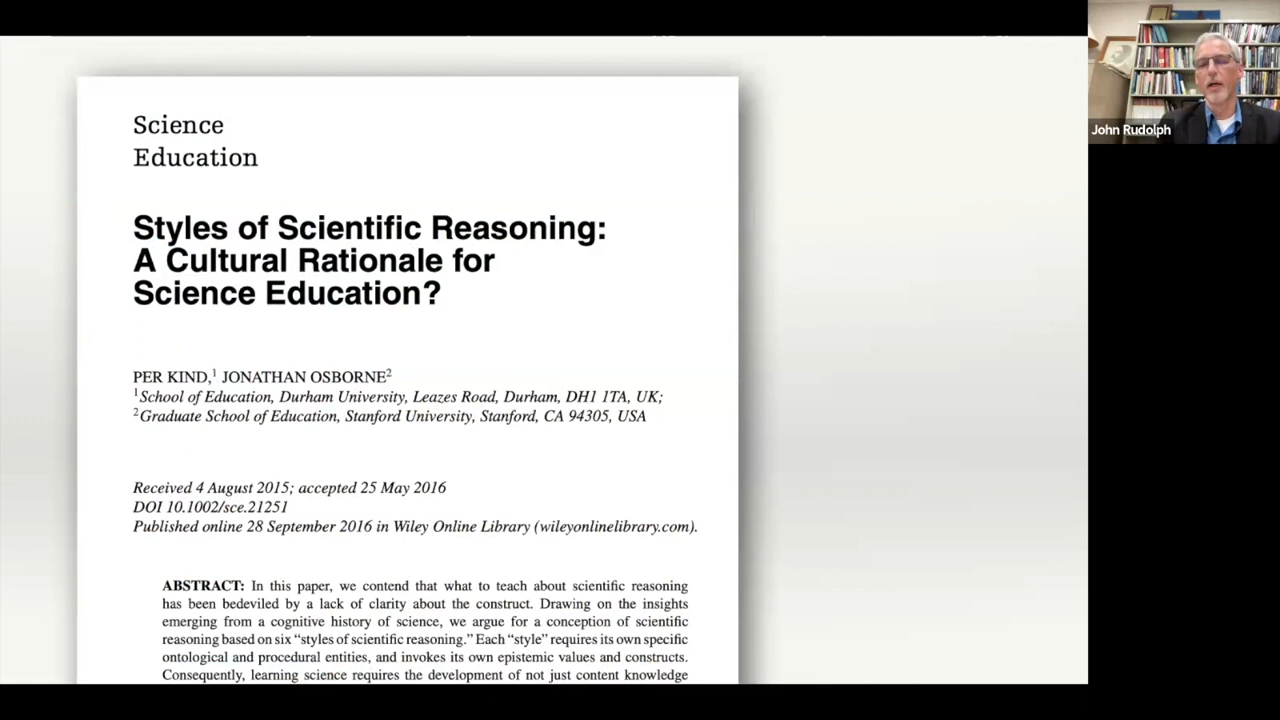 Science
Education
Styles of Scientific Reasoning:
A Cultural Rationale for
Science Education?
PER KIND,¹ JONATHAN OSBORNE²
¹School of Education, Durham University, Leazes Road, Durham, DH1 1TA, UK;
²Graduate School of Education, Stanford University, Stanford, CA 94305, USA
Received 4 August 2015; accepted 25 May 2016
DOI 10.1002/sce.21251
Published online 28 September 2016 in Wiley Online Library (wileyonlinelibrary.com).
ABSTRACT: In this paper, we contend that what to teach about scientific reasoning
has been bedeviled by a lack of clarity about the construct. Drawing on the insights
emerging from a cognitive history of science, we argue for a conception of scientific
reasoning based on six “styles of scientific reasoning.” Each “style” requires its own specific
ontological and procedural entities, and invokes its own epistemic values and constructs.
Consequently, learning science requires the development of not just content knowledge
John Rudolph